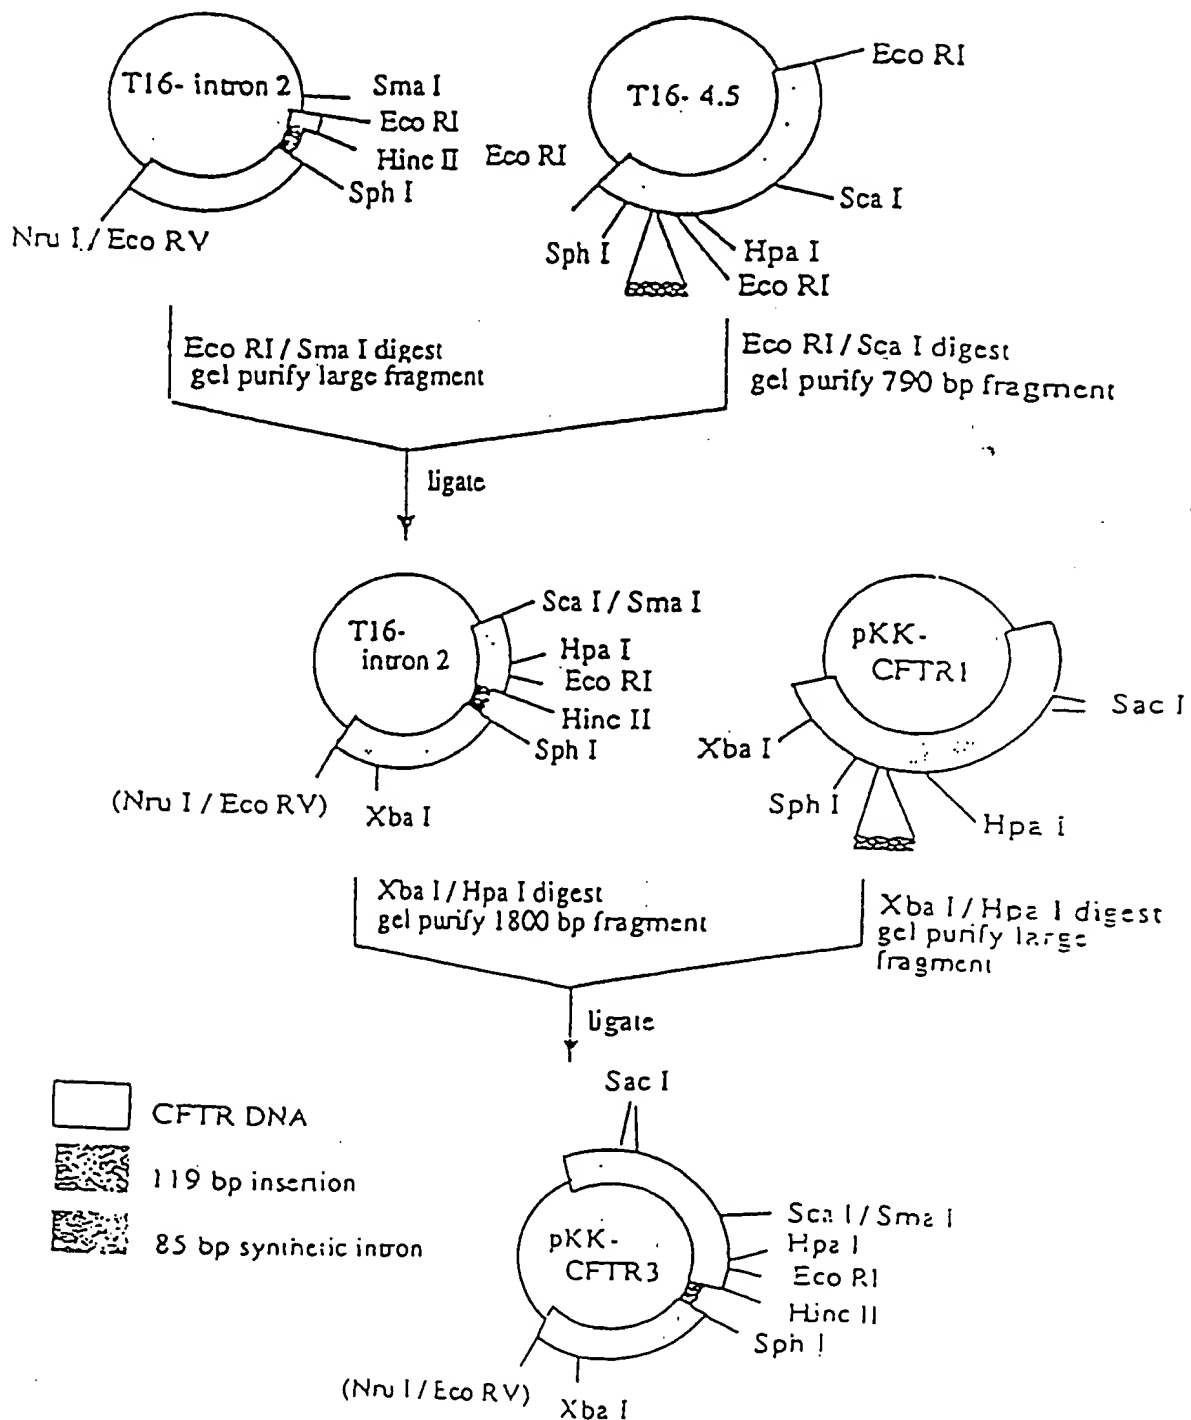 T16- intron 2
Sma I
Eco RI
Hinc II
Sph I
Nru I / Eco RV
T16- 4.5
Eco RI
Eco RI
Sca I
Sph I
Hpa I
Eco RI
Eco RI / Sma I digest
gel purify large fragment
Eco RI / Sca I digest
gel purify 790 bp fragment
ligate
T16-
intron 2
Sca I / Sma I
Hpa I
Eco RI
Hinc II
Sph I
(Nru I / Eco RV)
Xba I
pKK-
CFTR1
Sac I
Xba I
Sph I
Hpa i
Xba I / Hpa I digest
gel purify 1800 bp fragment
Xba I / Hpa I digest
gel purify large
fragment
ligate
Sac I
CFTR DNA
119 bp insertion
85 bp synthetic intron
pKK-
CFTR3
Sca I / Sma I
Hpa I
Eco RI
Hinc II
Sph I
(Nru I / Eco RV)
Xba I